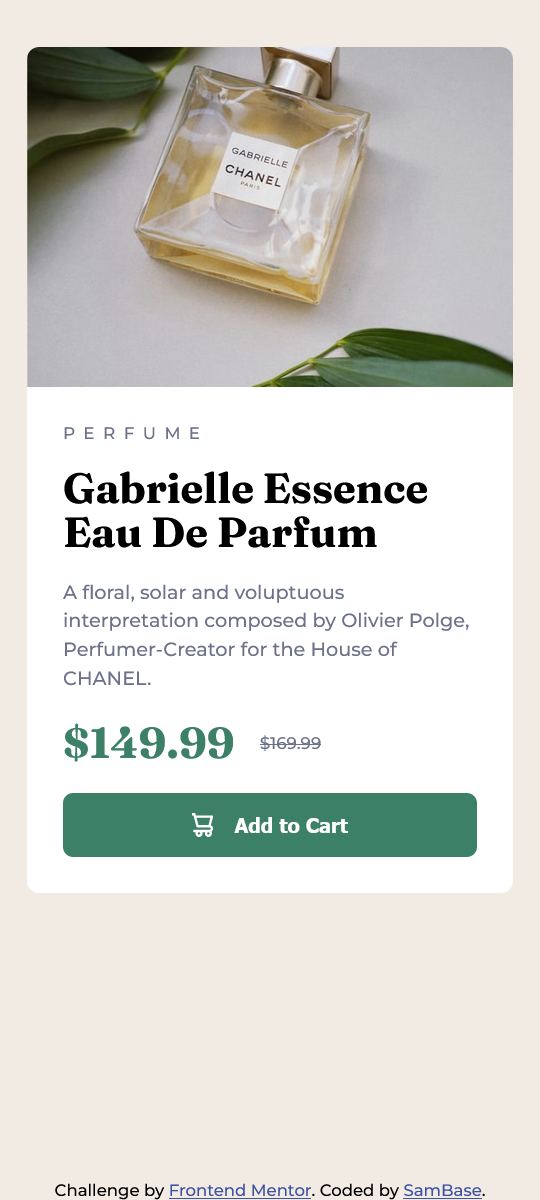 GABRIELLE
CHANEL
PARIS
PERFUME
Gabrielle Essence
Eau De Parfum
A floral, solar and voluptuous
interpretation composed by Olivier Polge,
Perfumer-Creator for the House of
CHANEL.
$149.99 $169.99
Add to Cart
Challenge by Frontend Mentor. Coded by SamBase.